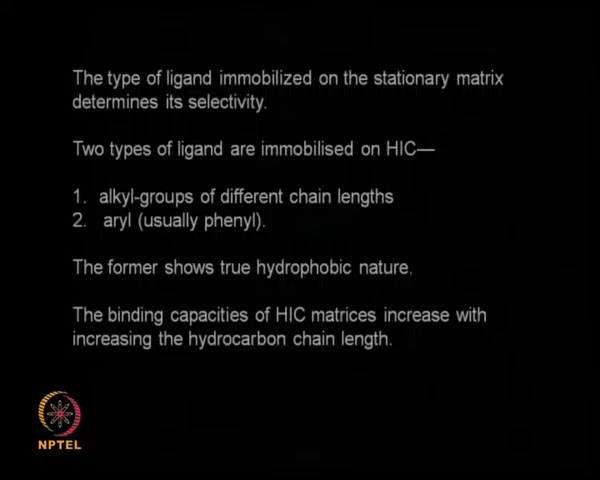 The type of ligand immobilized on the stationary matrix
determines its selectivity.
Two types of ligand are immobilised on HIC—
1. alkyl-groups of different chain lengths
2. aryl (usually phenyl).
The former shows true hydrophobic nature.
The binding capacities of HIC matrices increase with
increasing the hydrocarbon chain length.
NPTEL